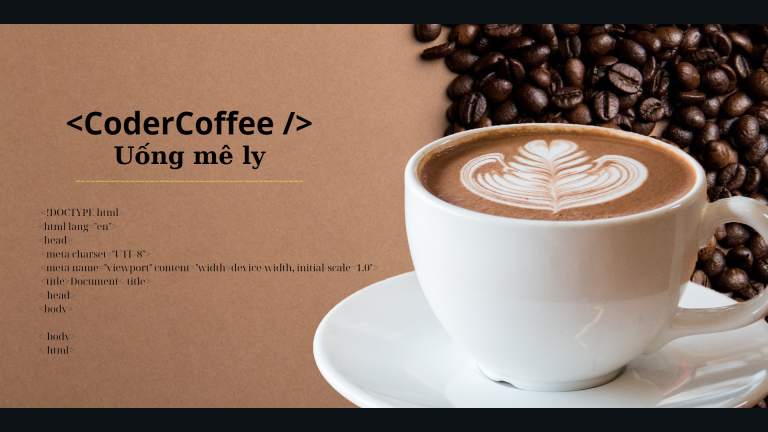 <CoderCoffee />
Uống mê ly
<!DOCTYPE html>
<html lang="en">
<head>
<meta charset="UTF-8">
<meta name="viewport" content="width=device-width, initial-scale=1.0">
<title>Document</title>
</head>
<body>
</body>
</html>